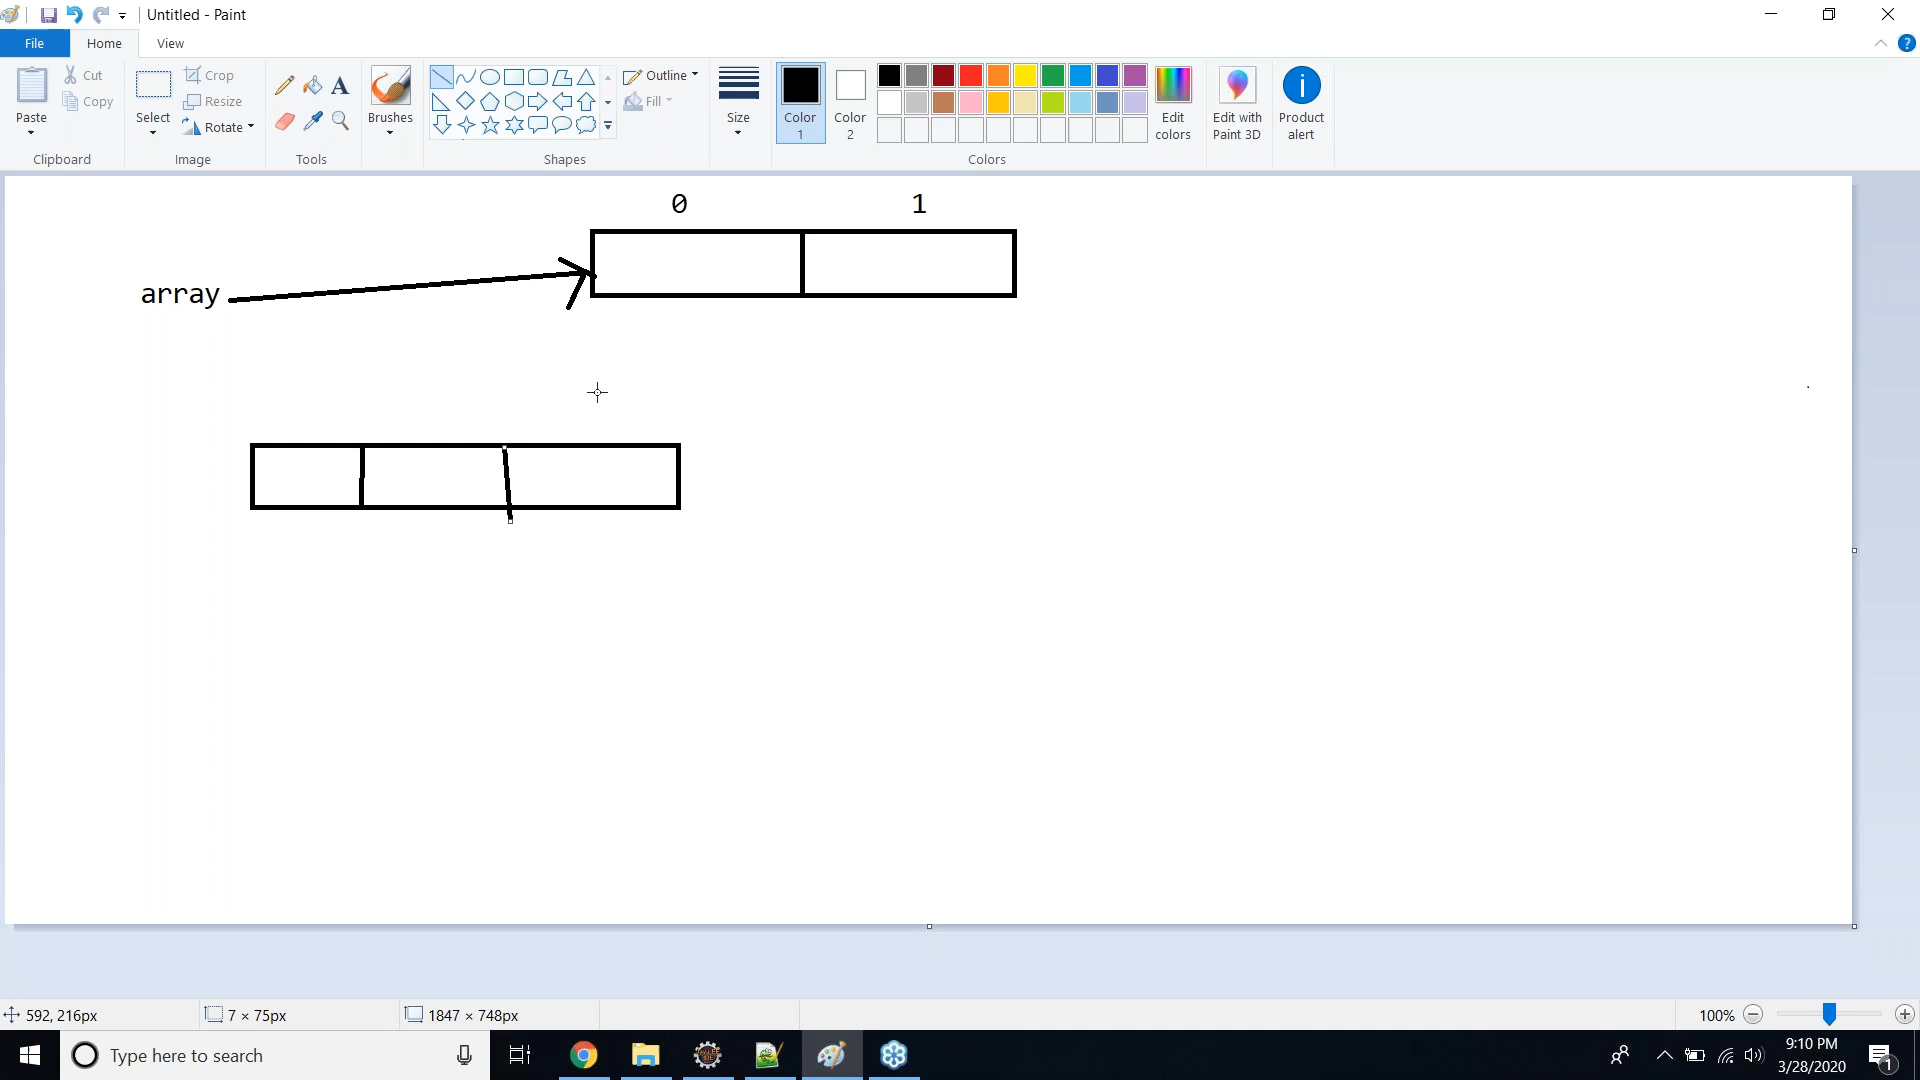 Untitled - Paint
File Home View
Paste
Cut
Copy
Clipboard
Select
Crop
Resize
Rotate
Image
Tools
Brushes
Shapes
Outline
Fill
Size
Color 1
Color 2
Edit colors
Colors
Edit with Paint 3D
Product alert
0 1
array
592, 216px 7 × 75px 1847 × 748px 100%
Type here to search
9:10 PM
3/28/2020
1